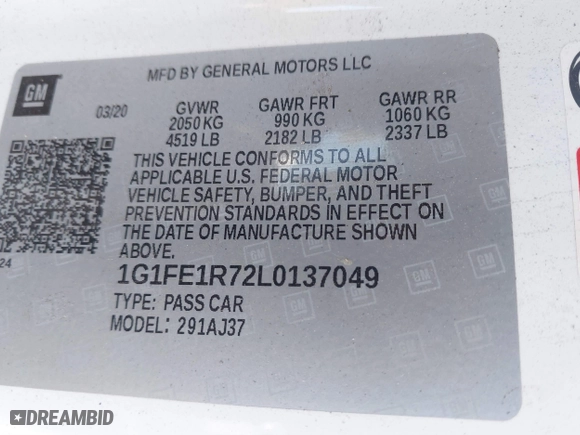 GM
MFD BY GENERAL MOTORS LLC
03/20 GVWR GAWR FRT GAWR RR
2050 KG 990 KG 1060 KG
4519 LB 2182 LB 2337 LB
THIS VEHICLE CONFORMS TO ALL
APPLICABLE U.S. FEDERAL MOTOR
VEHICLE SAFETY, BUMPER, AND THEFT
PREVENTION STANDARDS IN EFFECT ON
THE DATE OF MANUFACTURE SHOWN
ABOVE.
24
1G1FE1R72L0137049
TYPE: PASS CAR
MODEL: 291AJ37
DREAMBID